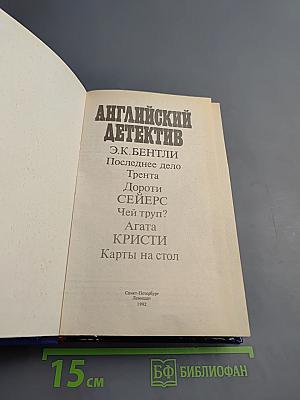 АНГЛИЙСКИЙ
ДЕТЕКТИВ
Э.К.БЕНТЛИ
Последнее дело
Трента
Дороти
СЕЙЕРС
Чей труп?
Агата
КРИСТИ
Карты на стол
Санкт-Петербург
Лениздат
1992
15 см
БФ БИБЛИОФАН